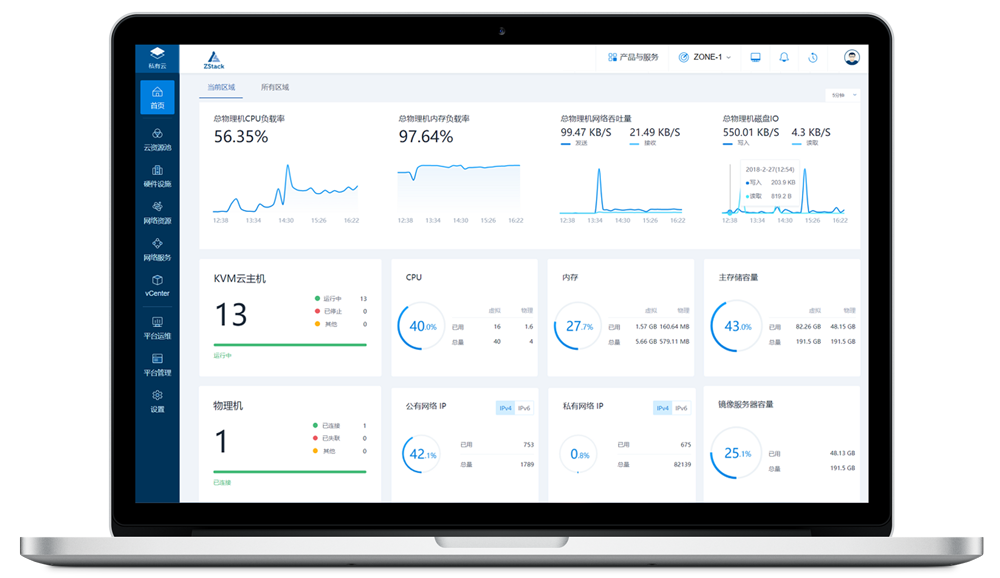 私有云
ZStack
产品与服务
ZONE-1
首页
云资源池
硬件设施
网络资源
网络服务
vCenter
平台运维
平台管理
设置
当前区域 所有区域
总物理机CPU负载率
56.35%
12:38 13:34 14:30 15:26 16:22
总物理机内存负载率
97.64%
12:38 13:34 14:30 15:26 16:22
总物理机网络吞吐量
99.47 KB/S 21.49 KB/S
发送 接收
12:38 13:34 14:30 15:26 16:22
总物理机磁盘IO
550.01 KB/S 4.3 KB/S
写入 读取
2018-2-27(12:54)
写入 203.9 KB
读取 819.2 B
12:38 13:34 14:30 15:26 16:22
KVM云主机
13
运行中 13
已停止 0
其他 0
运行中
CPU
40.0%
虚拟 物理
已用 16 1.6
总量 40 4
内存
27.7%
虚拟 物理
已用 1.57 GB 160.64 MB
总量 5.66 GB 579.11 MB
主存储容量
43.0%
虚拟 物理
已用 82.26 GB 48.15 GB
总量 191.5 GB 191.5 GB
物理机
1
已连接 1
已失联 0
其他 0
已连接
公有网络 IP
IPv4 IPv6
42.1%
已用 753
总量 1789
私有网络 IP
IPv4 IPv6
0.8%
已用 675
总量 82139
镜像服务器容量
25.1%
已用 48.13 GB
总量 191.5 GB